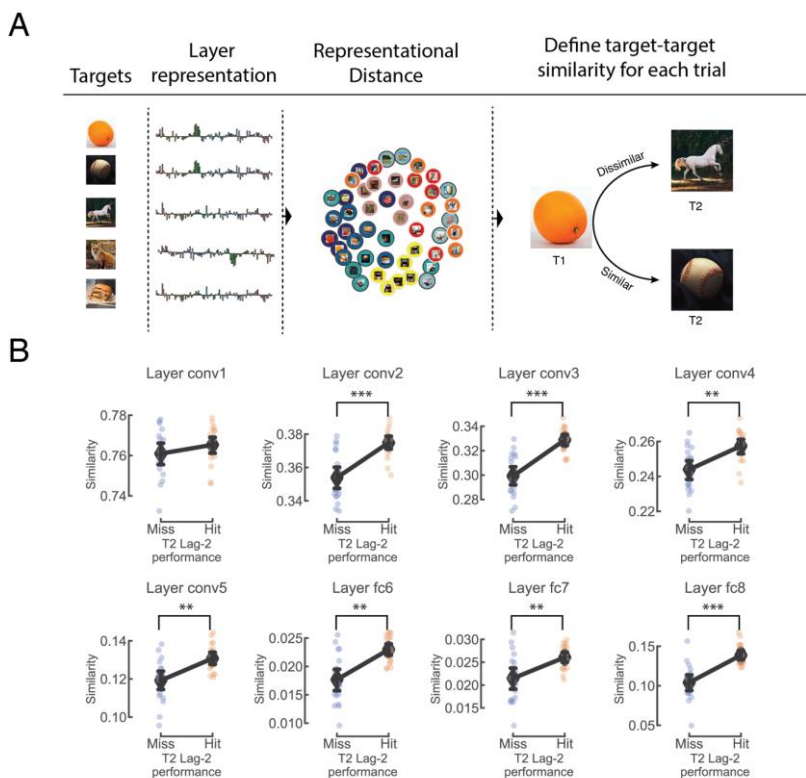 A
Targets
Layer
representation
Representational
Distance
Define target-target
similarity for each trial
Dissimilar
Similar
T1
T2
T2
B
Layer conv1
Similarity
0.78
0.76
0.74
Miss Hit
T2 Lag-2
performance
Layer conv2
***
Similarity
0.38
0.36
0.34
Miss Hit
T2 Lag-2
performance
Layer conv3
***
Similarity
0.34
0.32
0.30
0.28
Miss Hit
T2 Lag-2
performance
Layer conv4
**
Similarity
0.26
0.24
0.22
Miss Hit
T2 Lag-2
performance
Layer conv5
**
Similarity
0.14
0.12
0.10
Miss Hit
T2 Lag-2
performance
Layer fc6
**
Similarity
0.025
0.020
0.015
0.010
Miss Hit
T2 Lag-2
performance
Layer fc7
**
Similarity
0.030
0.025
0.020
0.015
Miss Hit
T2 Lag-2
performance
Layer fc8
***
Similarity
0.15
0.10
0.05
Miss Hit
T2 Lag-2
performance